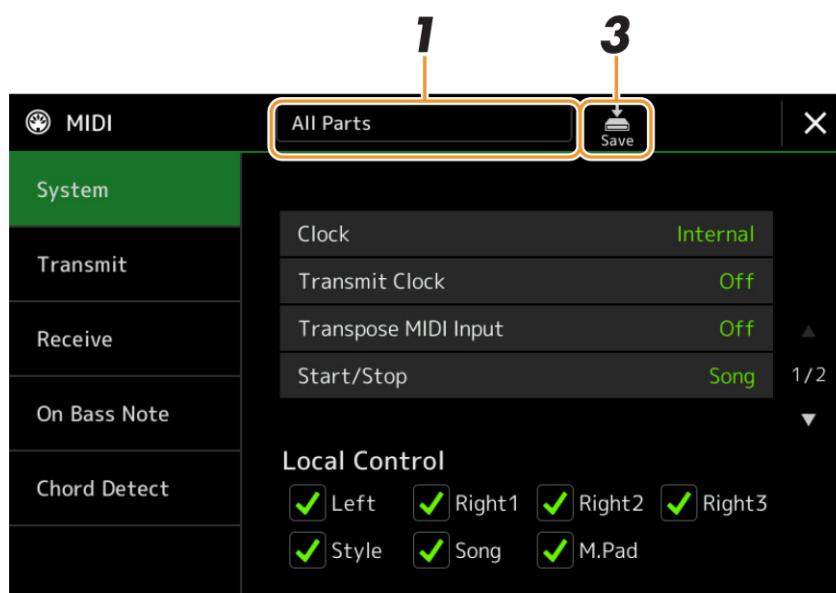 1 3
MIDI All Parts Save
System
Clock Internal
Transmit
Transmit Clock Off
Transpose MIDI Input Off
Receive
Start/Stop Song 1/2
On Bass Note
Local Control
Chord Detect
Left Right1 Right2 Right3
Style Song M.Pad